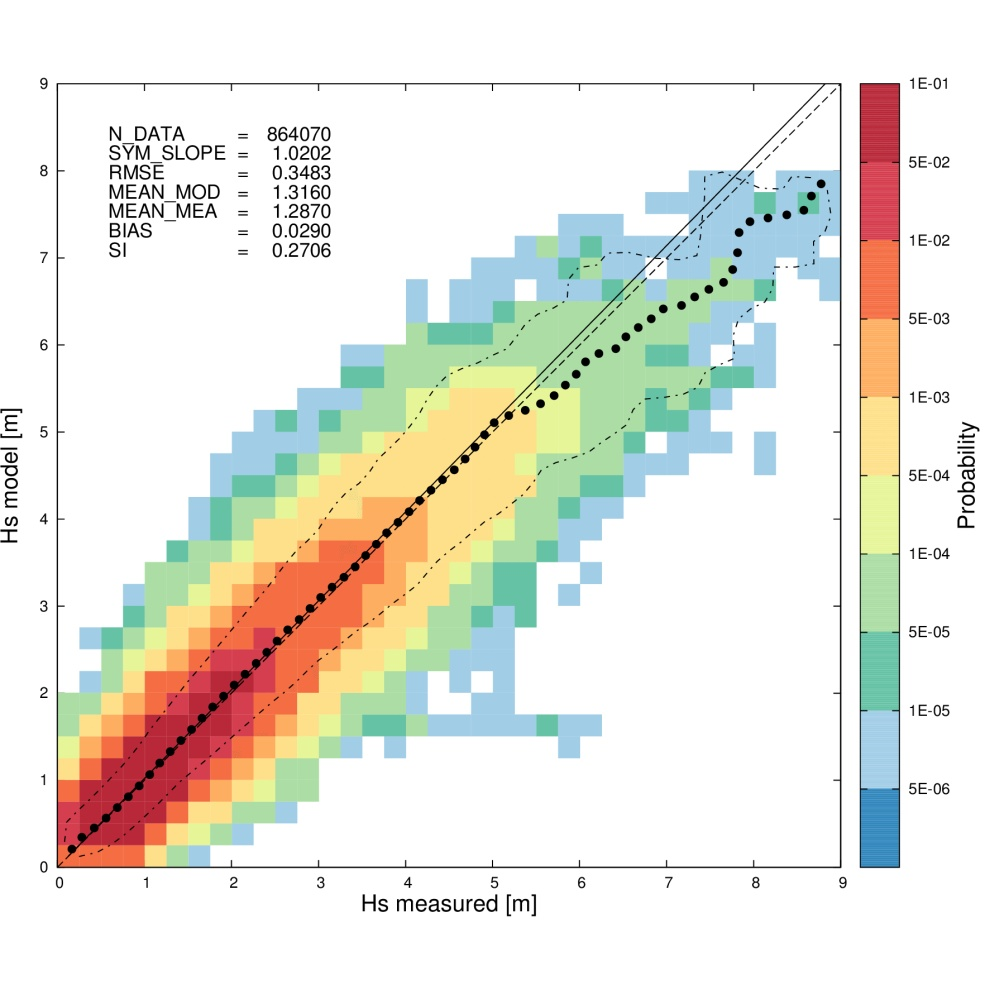 N_DATA = 864070
SYM_SLOPE = 1.0202
RMSE = 0.3483
MEAN_MOD = 1.3160
MEAN_MEA = 1.2870
BIAS = 0.0290
SI = 0.2706
9
8
7
6
5
4
3
2
1
0
Hs model [m]
0 1 2 3 4 5 6 7 8 9
Hs measured [m]
1E-01
5E-02
1E-02
5E-03
1E-03
5E-04
1E-04
5E-05
1E-05
5E-06
Probability